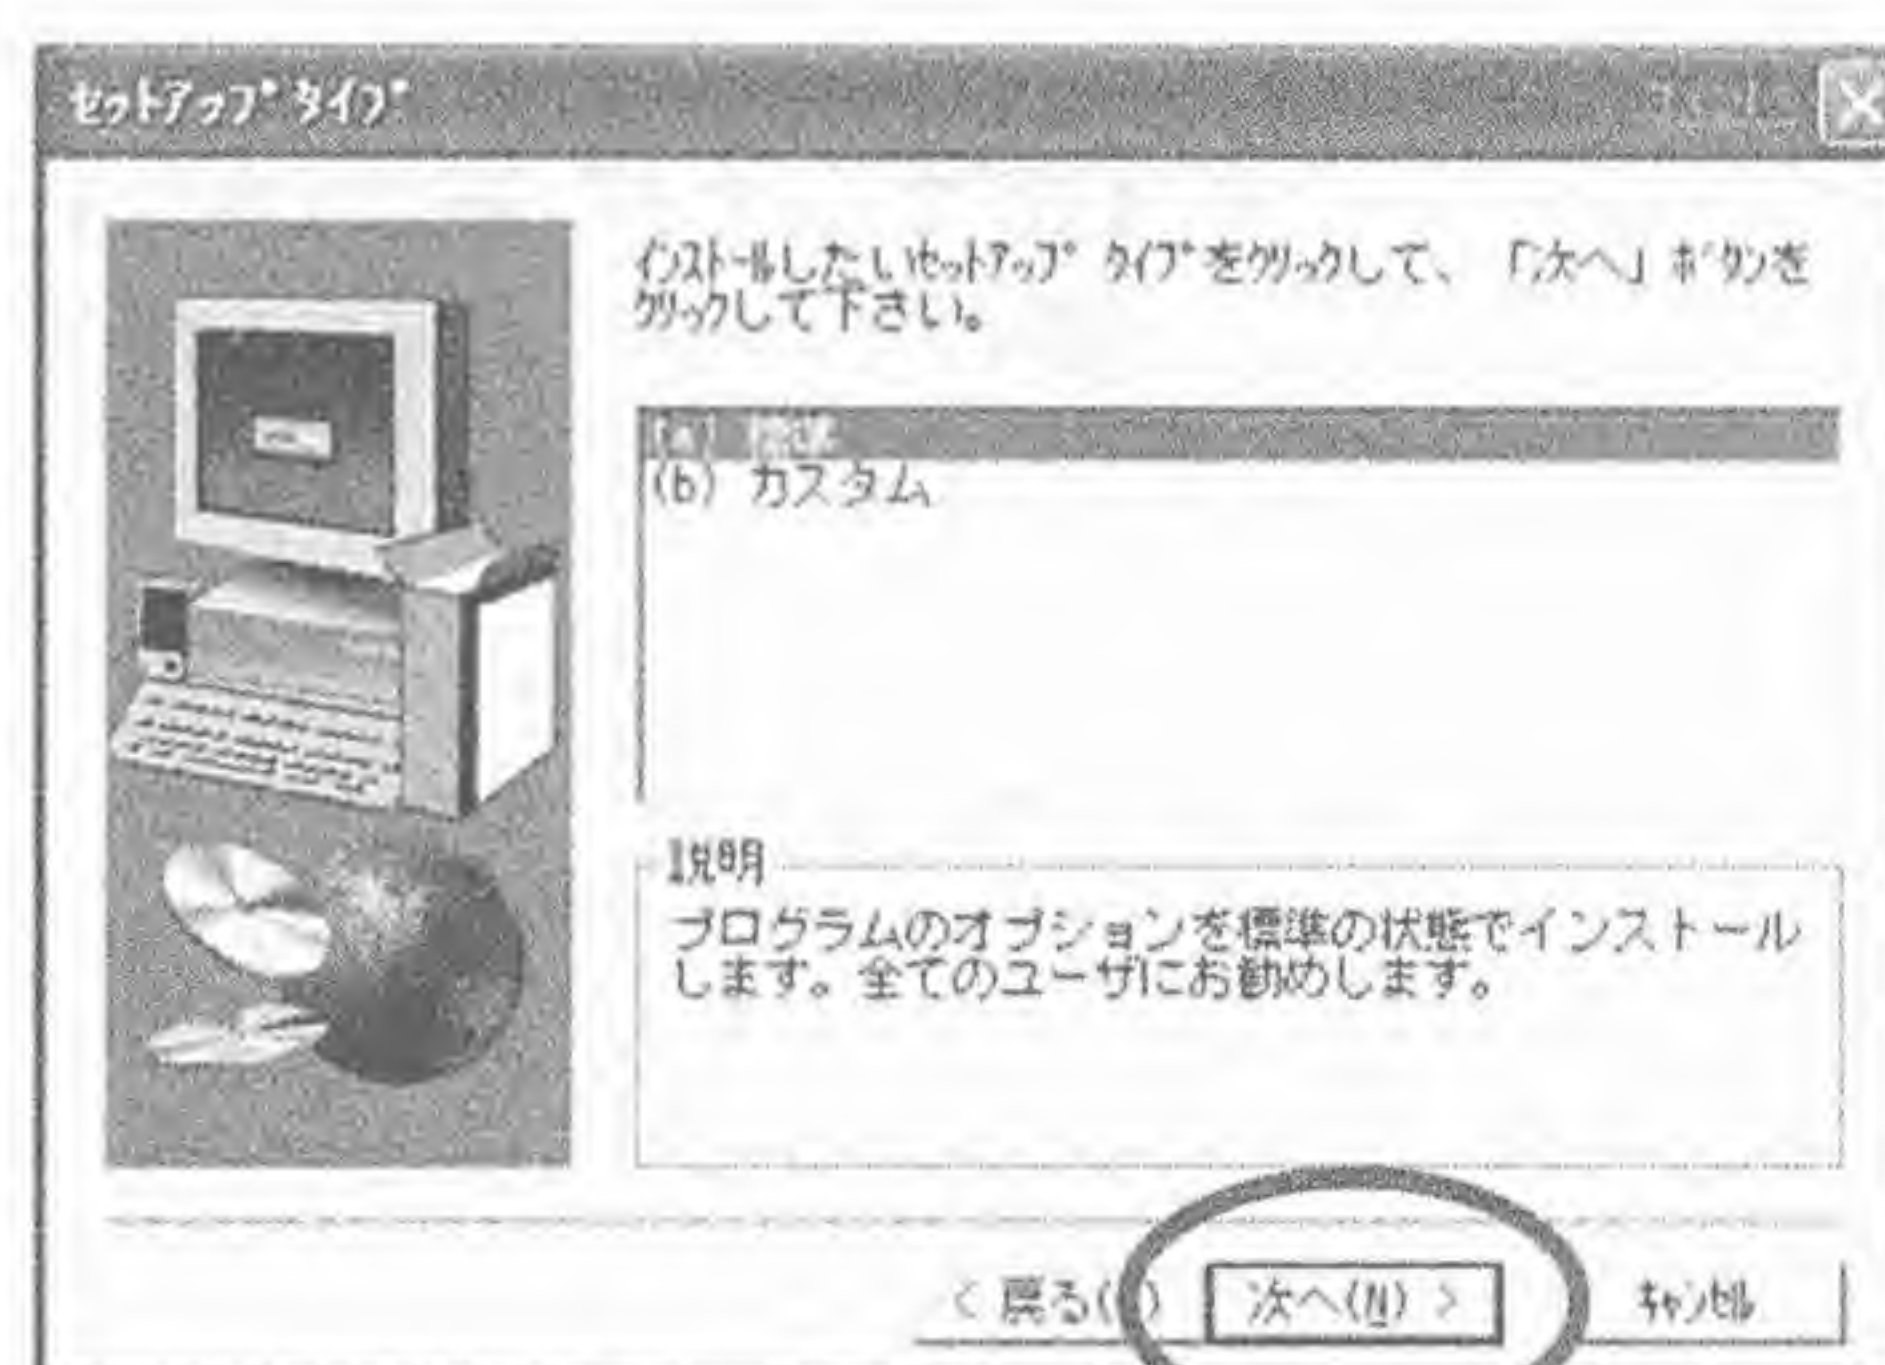 セットアップ タイプ
インストールしたいセットアップ タイプをクリックして、 「次へ」 ボタンを
クリックして下さい。
(a) 標準
(b) カスタム
説明
プログラムのオプションを標準の状態でインストール
します。全てのユーザにお勧めします。
< 戻る( )
次へ(N) >
キャンセル